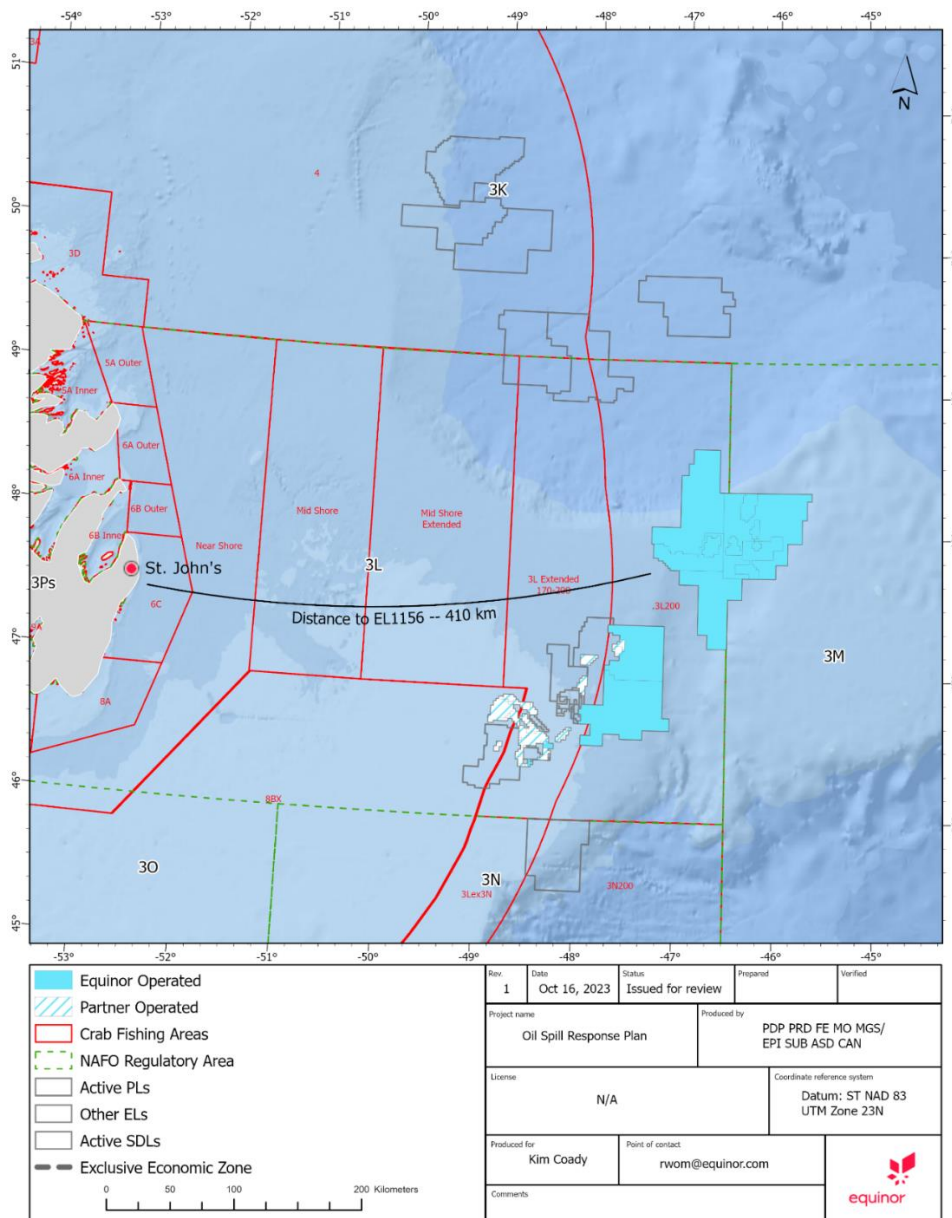 -54°
-53°
-52°
-51°
-50°
-49°
-48°
-47°
-46°
-45°
3A
51°
N
4
3K
50°
3D
49°
5A Outer
5A Inner
6A Outer
48°
6A Inner
Mid Shore
Mid Shore
Extended
6B Outer
6B Inner
Near Shore
St. John's
3L
3L Extended
170-200
3Ps
6C
3L200
Distance to EL1156 -- 410 km
47°
3M
8A
46°
8BX
3O
3N
3Lex3N
3N200
45°
-53°
-52°
-51°
-50°
-49°
-48°
-47°
-46°
-45°
Equinor Operated
Partner Operated
Crab Fishing Areas
NAFO Regulatory Area
Active PLs
Other ELs
Active SDLs
Exclusive Economic Zone
0 50 100 200 Kilometers
Rev. Date Status Prepared Verified
1 Oct 16, 2023 Issued for review
Project name Produced by
Oil Spill Response Plan PDP PRD FE MO MGS/
EPI SUB ASD CAN
License Coordinate reference system
N/A Datum: ST NAD 83
UTM Zone 23N
Produced for Point of contact
Kim Coady rwom@equinor.com
Comments
equinor